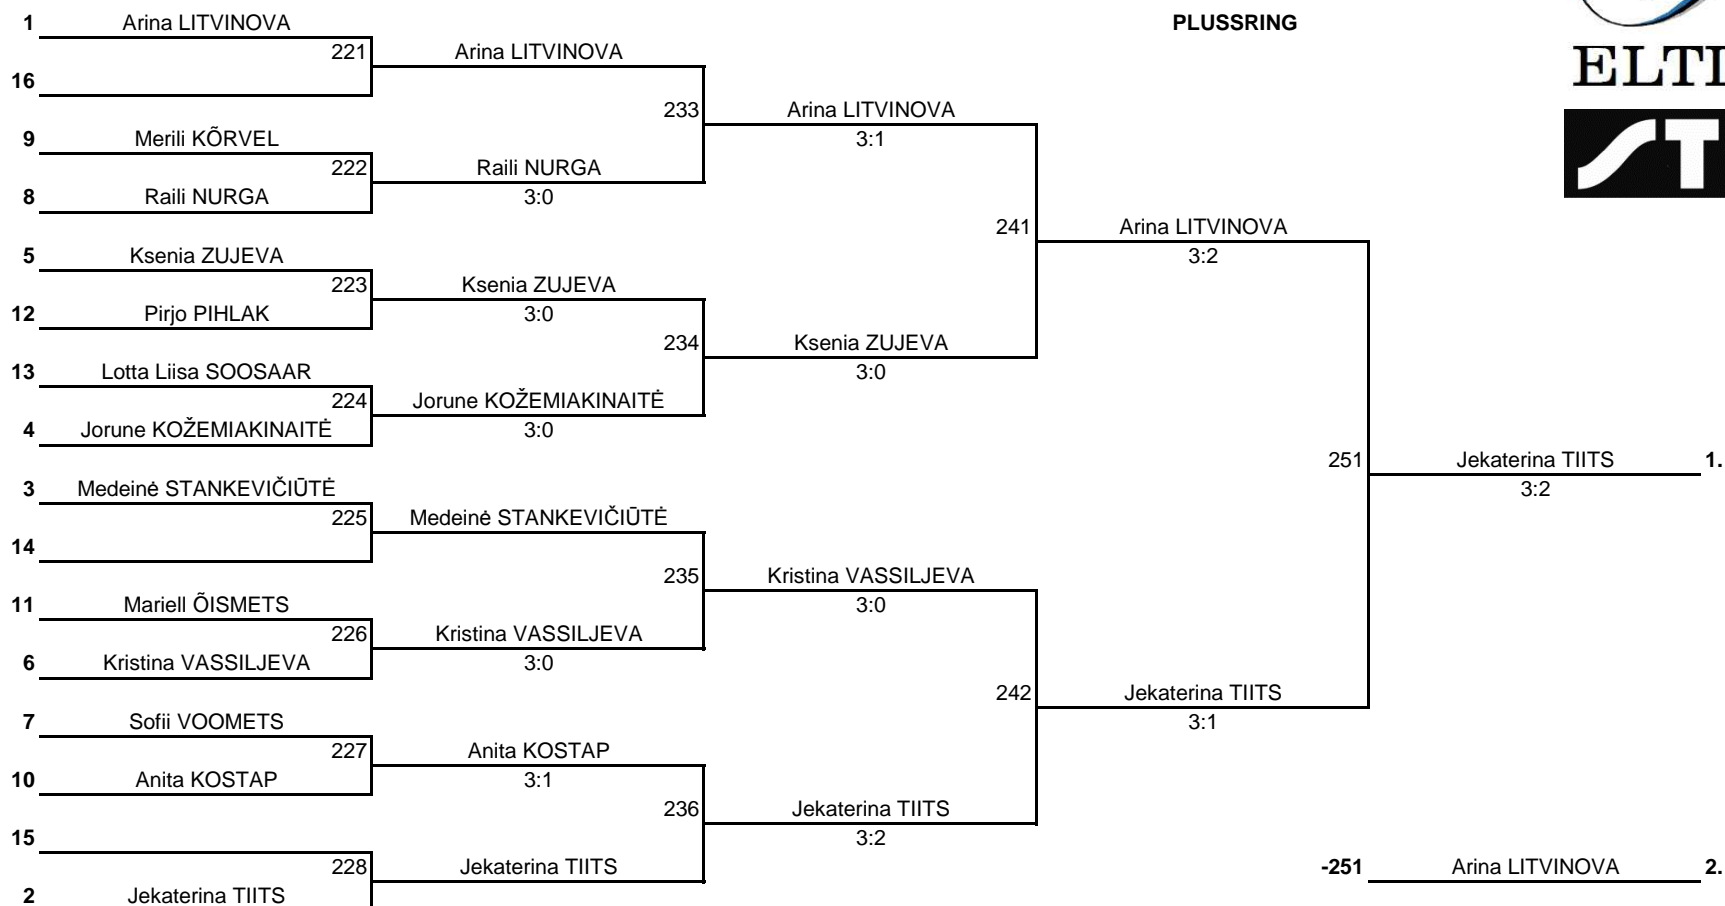 1 Arina LITVINOVA PLUSSRING
221 Arina LITVINOVA
ELTL
16
233 Arina LITVINOVA
9 Merili KÕRVEL 3:1
222 Raili NURGA
8 Raili NURGA 3:0
241 Arina LITVINOVA
5 Ksenia ZUJEVA 3:2
223 Ksenia ZUJEVA
12 Pirjo PIHLAK 3:0
234 Ksenia ZUJEVA
13 Lotta Liisa SOOSAAR 3:0
224 Jorune KOŽEMIAKINAITĖ
4 Jorune KOŽEMIAKINAITĖ 3:0
251 Jekaterina TIITS 1.
3 Medeinė STANKEVIČIŪTĖ 3:2
225 Medeinė STANKEVIČIŪTĖ
14
235 Kristina VASSILJEVA
11 Mariell ÕISMETS 3:0
226 Kristina VASSILJEVA
6 Kristina VASSILJEVA 3:0
242 Jekaterina TIITS
7 Sofii VOOMETS 3:1
227 Anita KOSTAP
10 Anita KOSTAP 3:1
236 Jekaterina TIITS
15 3:2
228 Jekaterina TIITS -251 Arina LITVINOVA 2.
2 Jekaterina TIITS